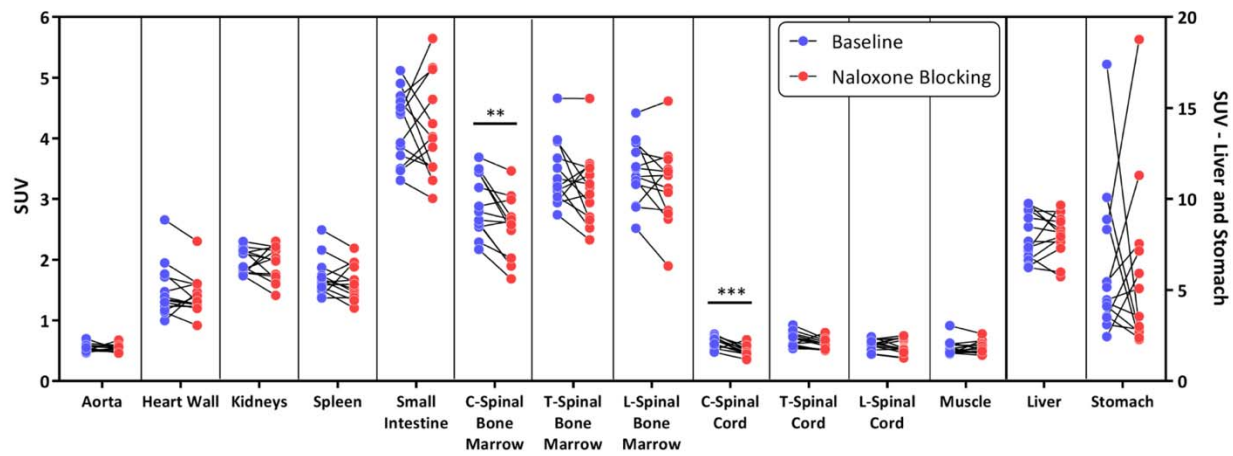 6
5
4
3
2
1
0
SUV
Baseline
Naloxone Blocking
**
***
20
15
10
5
0
SUV - Liver and Stomach
Aorta
Heart Wall
Kidneys
Spleen
Small
Intestine
C-Spinal
Bone
Marrow
T-Spinal
Bone
Marrow
L-Spinal
Bone
Marrow
C-Spinal
Cord
T-Spinal
Cord
L-Spinal
Cord
Muscle
Liver
Stomach